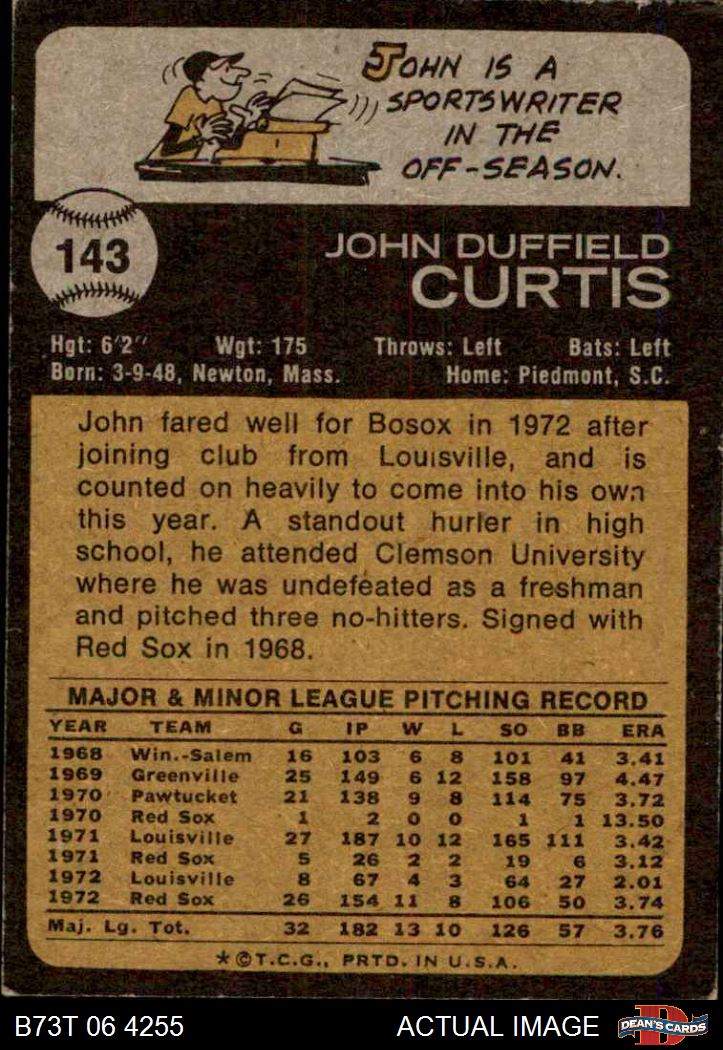 JOHN IS A
SPORTSWRITER
IN THE
OFF-SEASON.
143
JOHN DUFFIELD
CURTIS
Hgt: 6'2" Wgt: 175 Throws: Left Bats: Left
Born: 3-9-48, Newton, Mass. Home: Piedmont, S.C.
John fared well for Bosox in 1972 after
joining club from Louisville, and is
counted on heavily to come into his own
this year. A standout hurler in high
school, he attended Clemson University
where he was undefeated as a freshman
and pitched three no-hitters. Signed with
Red Sox in 1968.
MAJOR & MINOR LEAGUE PITCHING RECORD
YEAR TEAM G IP W L SO BB ERA
1968 Win.-Salem 16 103 6 8 101 41 3.41
1969 Greenville 25 149 6 12 158 97 4.47
1970 Pawtucket 21 138 9 8 114 75 3.72
1970 Red Sox 1 2 0 0 1 1 13.50
1971 Louisville 27 187 10 12 165 111 3.42
1971 Red Sox 5 26 2 2 19 6 3.12
1972 Louisville 8 67 4 3 64 27 2.01
1972 Red Sox 26 154 11 8 106 50 3.74
Maj. Lg. Tot. 32 182 13 10 126 57 3.76
*©T.C.G., PRTD. IN U.S.A.
B73T 06 4255 ACTUAL IMAGE D DEAN'S CARDS